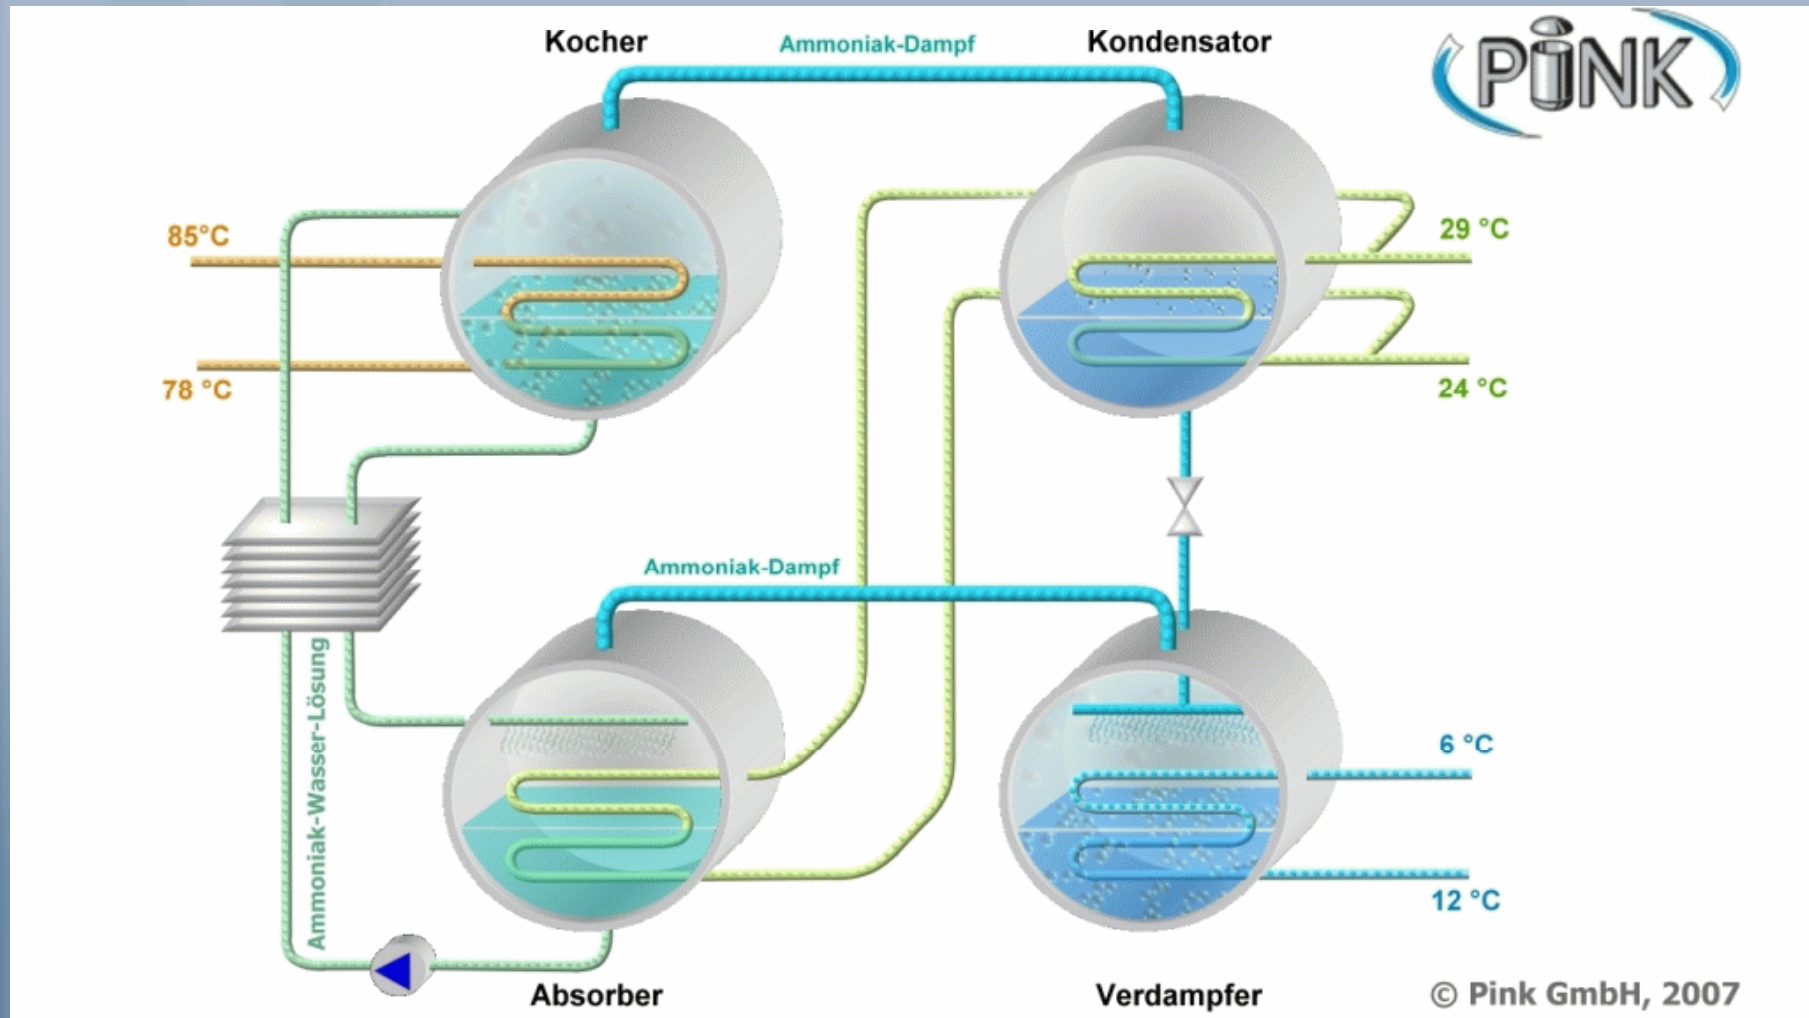 Kocher
Ammoniak-Dampf
Kondensator
PiNK
85°C
29 °C
78 °C
24 °C
Ammoniak-Dampf
Ammoniak-Wasser-Lösung
6 °C
12 °C
Absorber
Verdampfer
© Pink GmbH, 2007